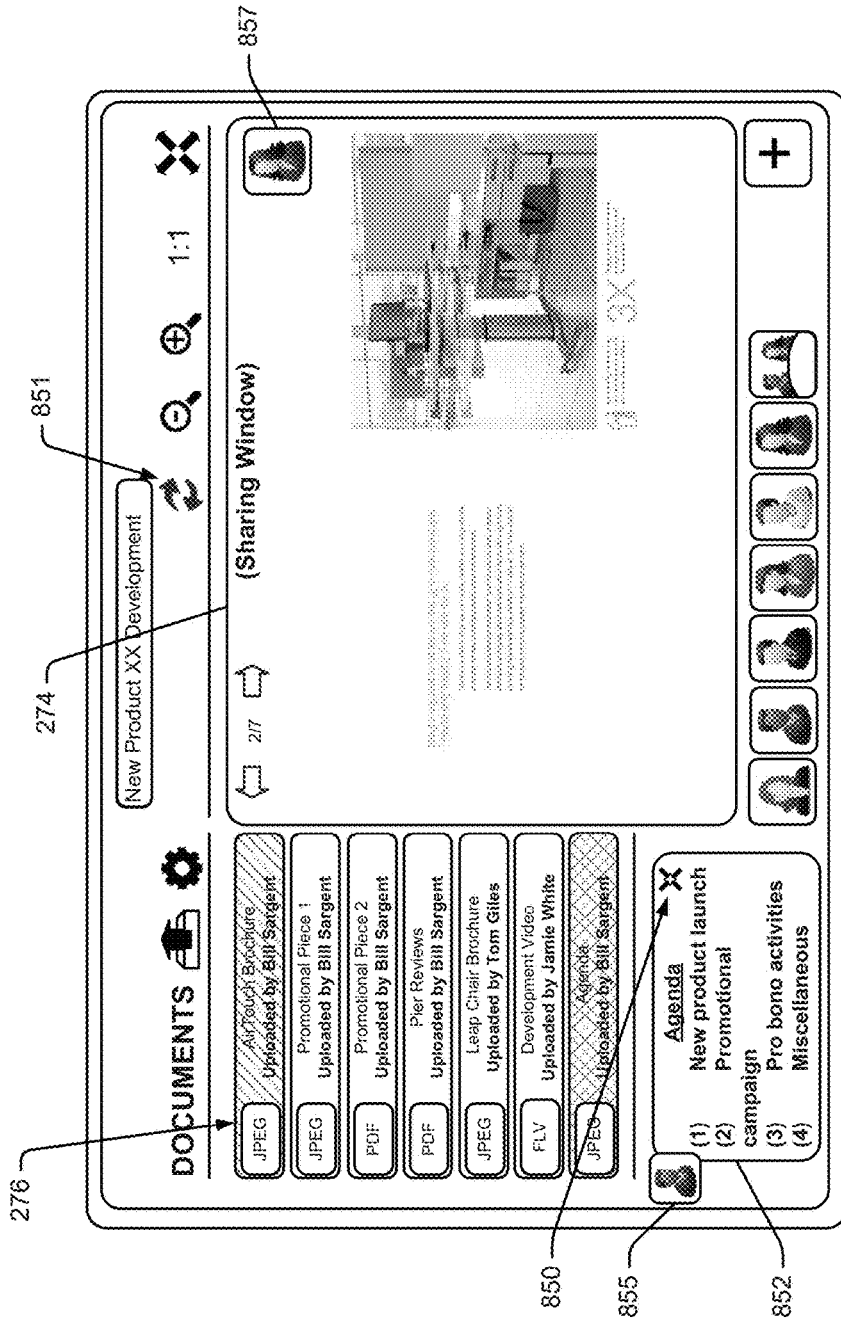 New Product XX Development
DOCUMENTS
1:1
(Sharing Window)
2/7
JPEG
Air Touch Brochure
Uploaded by Bill Sargent
JPEG
Promotional Piece 1
Uploaded by Bill Sargent
PDF
Promotional Piece 2
Uploaded by Bill Sargent
PDF
Pier Reviews
Uploaded by Bill Sargent
JPEG
Leap Chair Brochure
Uploaded by Tom Giles
FLV
Development Video
Uploaded by Jamie White
JPEG
Agenda
Uploaded by Bill Sargent
3X
Agenda
(1) New product launch
(2) Promotional
campaign
(3) Pro bono activities
(4) Miscellaneous
276
274
851
857
850
855
852